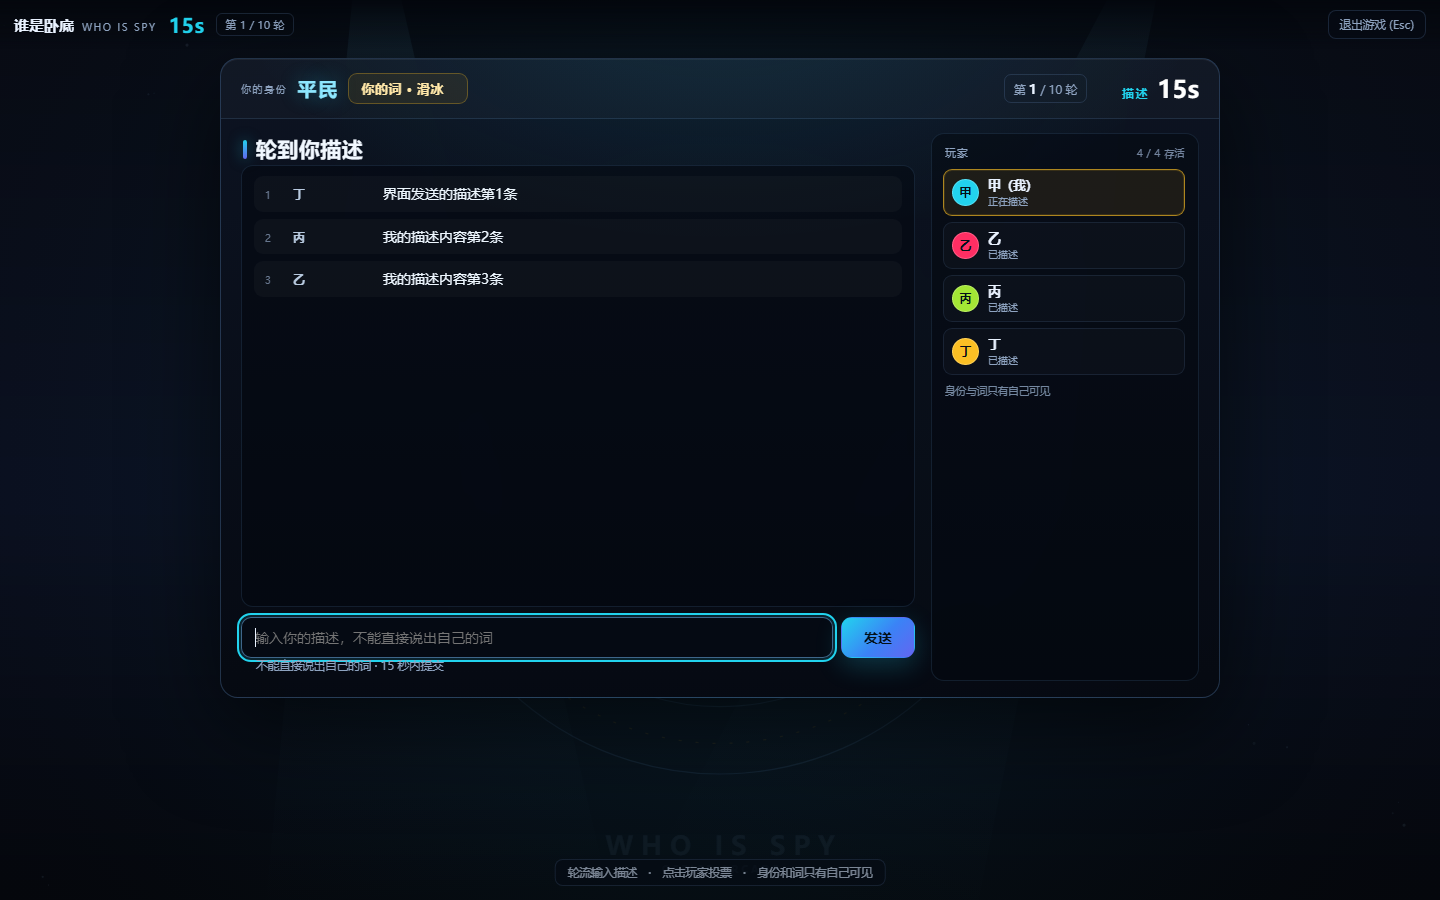 谁是卧底 WHO IS SPY 15s 第 1 / 10 轮
退出游戏 (Esc)
你的身份 平民 你的词 • 滑冰
第 1 / 10 轮 描述 15s
轮到你描述
1 丁 界面发送的描述第1条
2 丙 我的描述内容第2条
3 乙 我的描述内容第3条
输入你的描述，不能直接说出自己的词
发送
不能直接说出自己的词 · 15 秒内提交
玩家 4 / 4 存活
甲 甲（我）
正在描述
乙 乙
已描述
丙 丙
已描述
丁 丁
已描述
身份与词只有自己可见
WHO IS SPY
轮流输入描述 · 点击玩家投票 · 身份和词只有自己可见